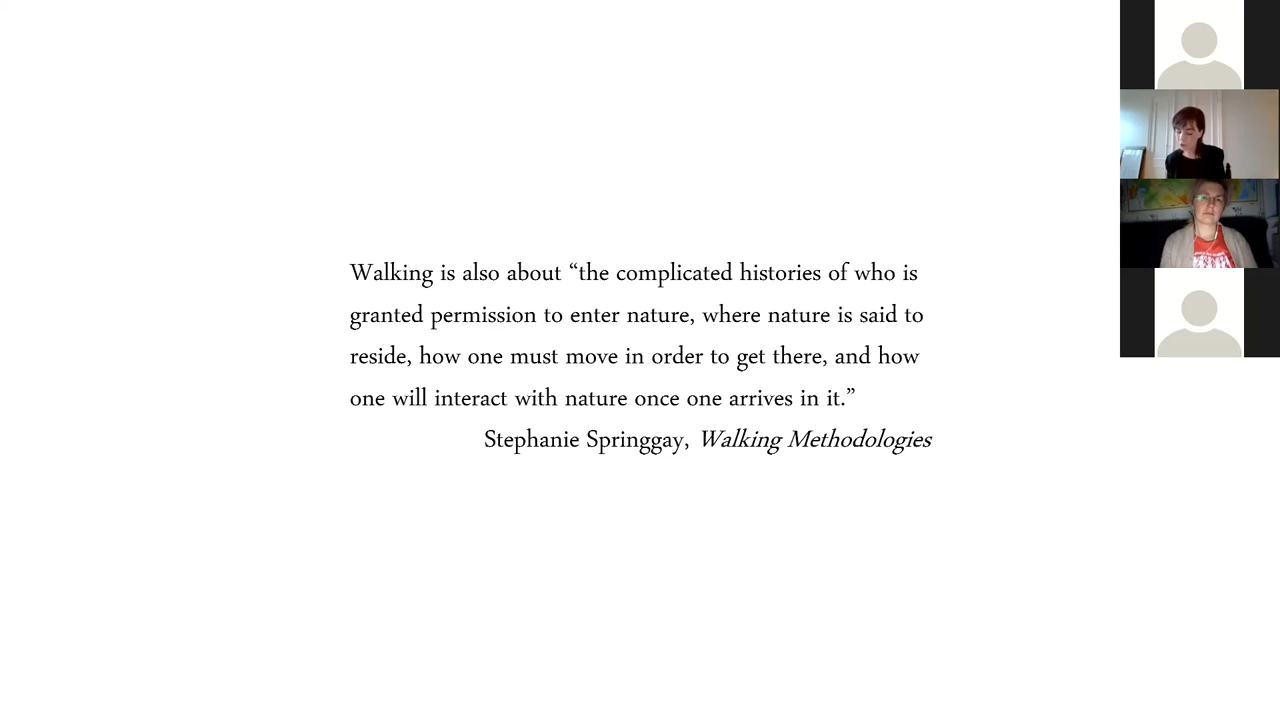 Walking is also about “the complicated histories of who is
granted permission to enter nature, where nature is said to
reside, how one must move in order to get there, and how
one will interact with nature once one arrives in it.”
Stephanie Springgay, Walking Methodologies